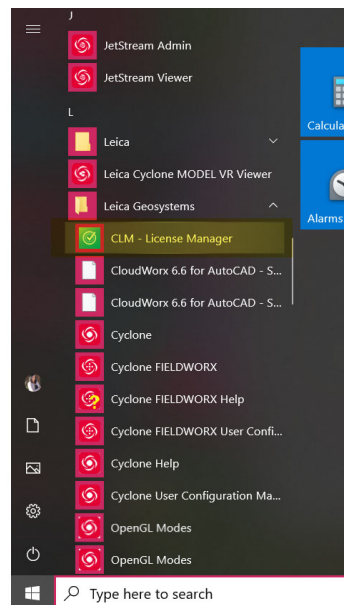 J
JetStream Admin
JetStream Viewer
L
Leica
Leica Cyclone MODEL VR Viewer
Leica Geosystems
CLM - License Manager
CloudWorx 6.6 for AutoCAD - S...
CloudWorx 6.6 for AutoCAD - S...
Cyclone
Cyclone FIELDWORX
Cyclone FIELDWORX Help
Cyclone FIELDWORX User Confi...
Cyclone Help
Cyclone User Configuration Ma...
OpenGL Modes
OpenGL Modes
Calcula
Alarms
Type here to search